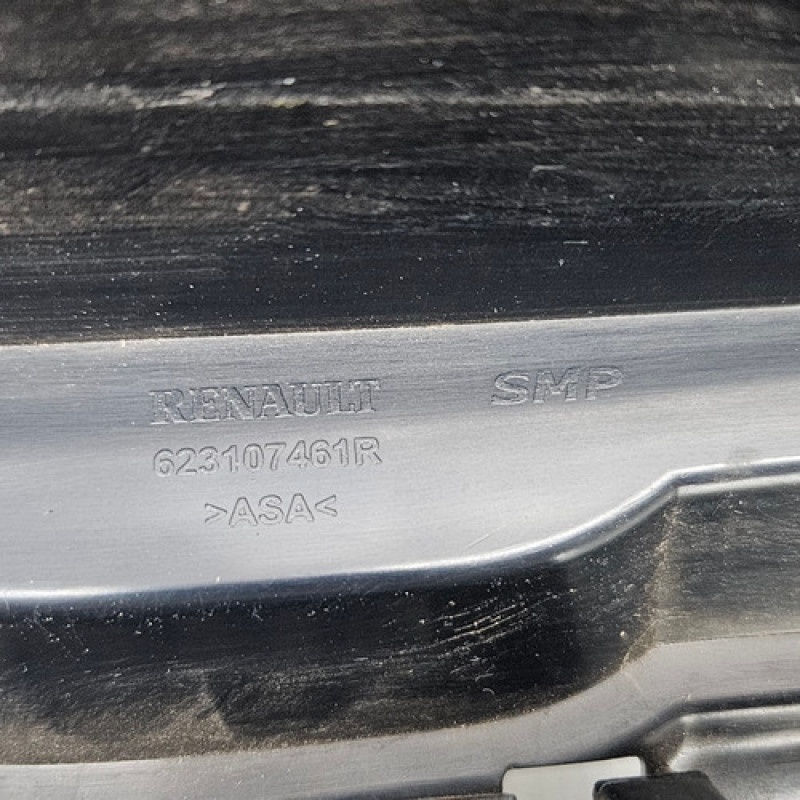 RENAULT SMP
623107461R
>ASA<